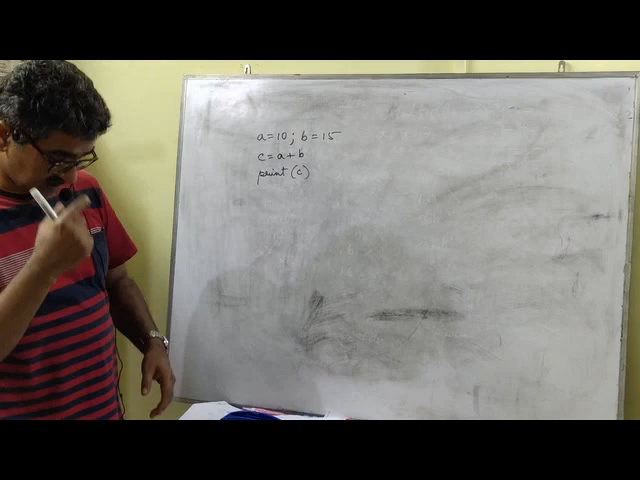 a=10; b=15
c=a+b
print(c)